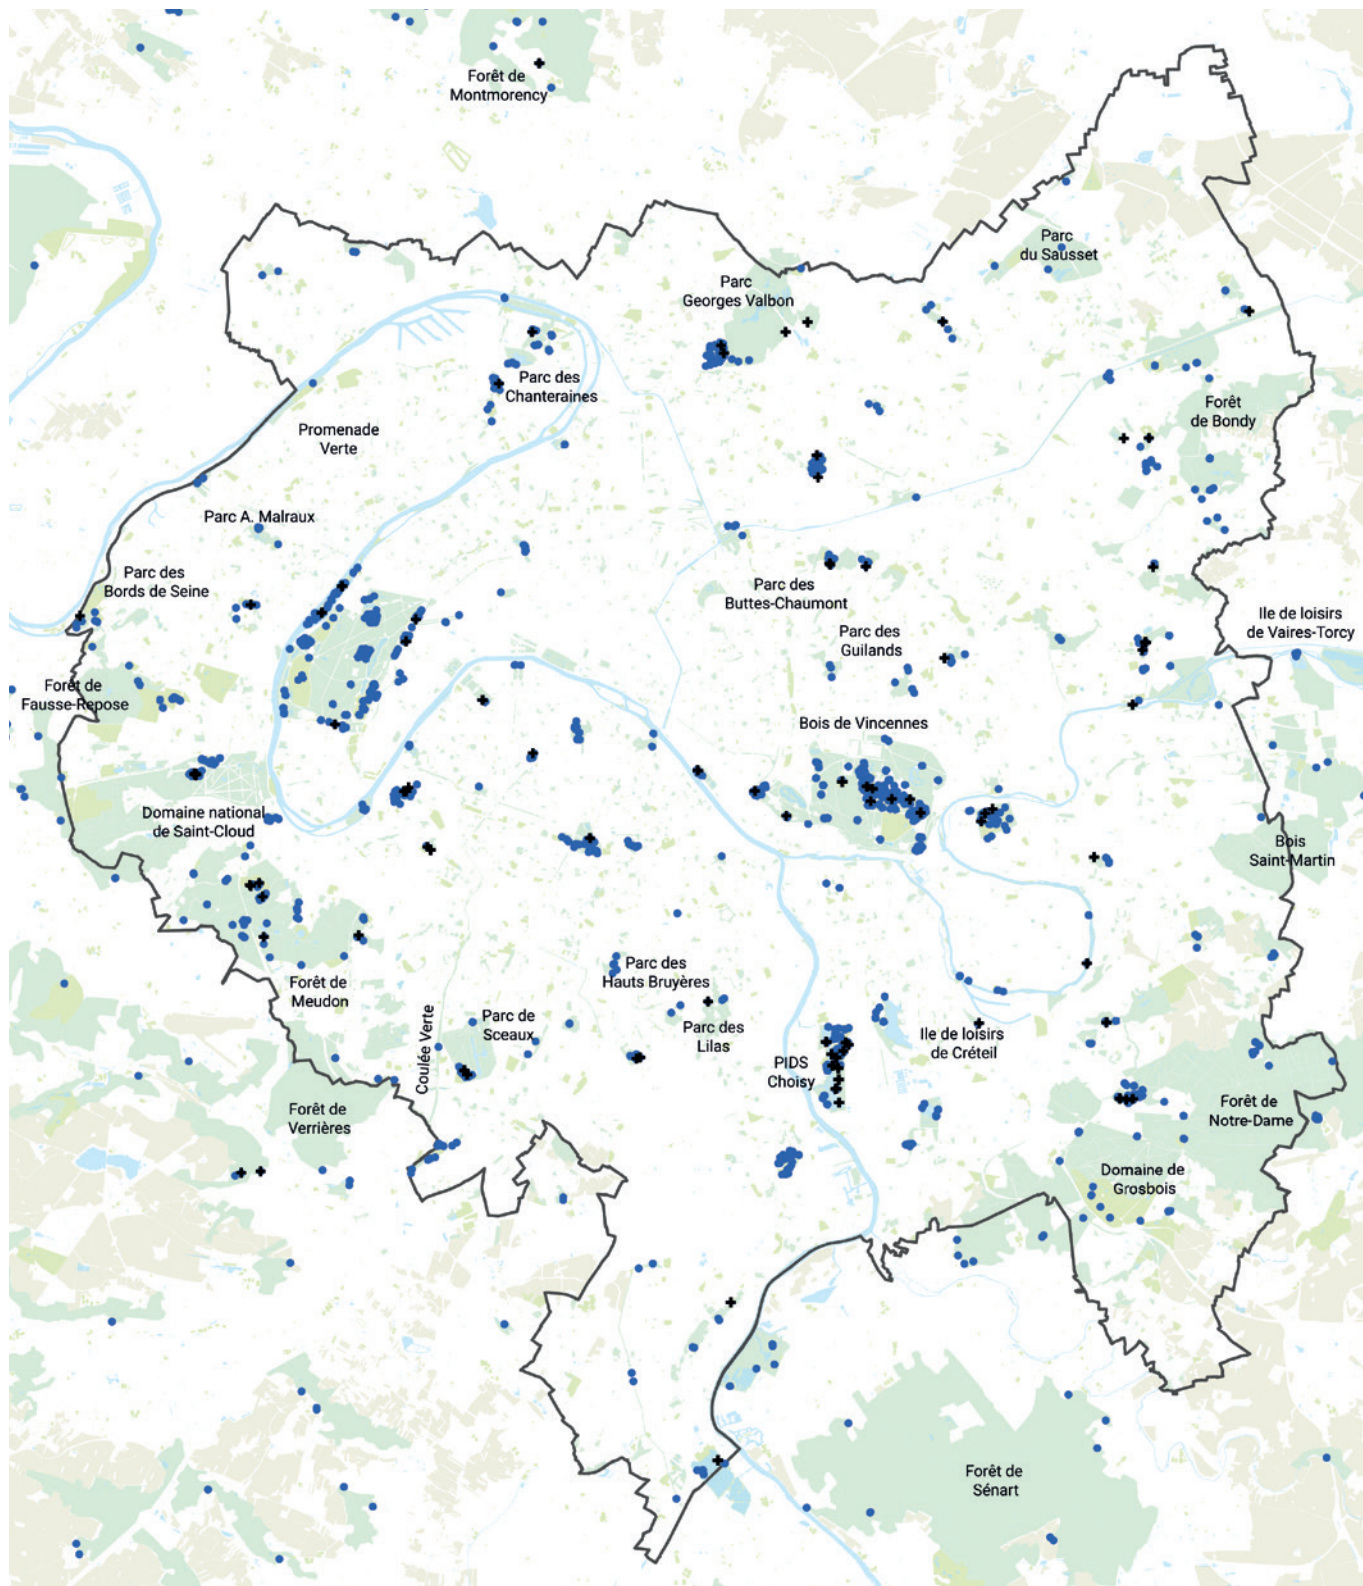 Forêt de
Montmorency
Parc
du Sausset
Parc
Georges Valbon
Parc des
Chanteraines
Forêt
de Bondy
Promenade
Verte
Parc A. Malraux
Parc des
Bords de Seine
Parc des
Buttes-Chaumont
Ile de loisirs
de Vaires-Torcy
Parc des
Guilands
Forêt de
Fausse-Repose
Bois de Vincennes
Domaine national
de Saint-Cloud
Bois
Saint-Martin
Parc des
Hauts Bruyères
Forêt de
Meudon
Parc de
Sceaux
Parc des
Lilas
Ile de loisirs
de Créteil
Coulée Verte
PIDS
Choisy
Forêt de
Verrières
Forêt de
Notre-Dame
Domaine de
Grosbois
Forêt de
Sénart